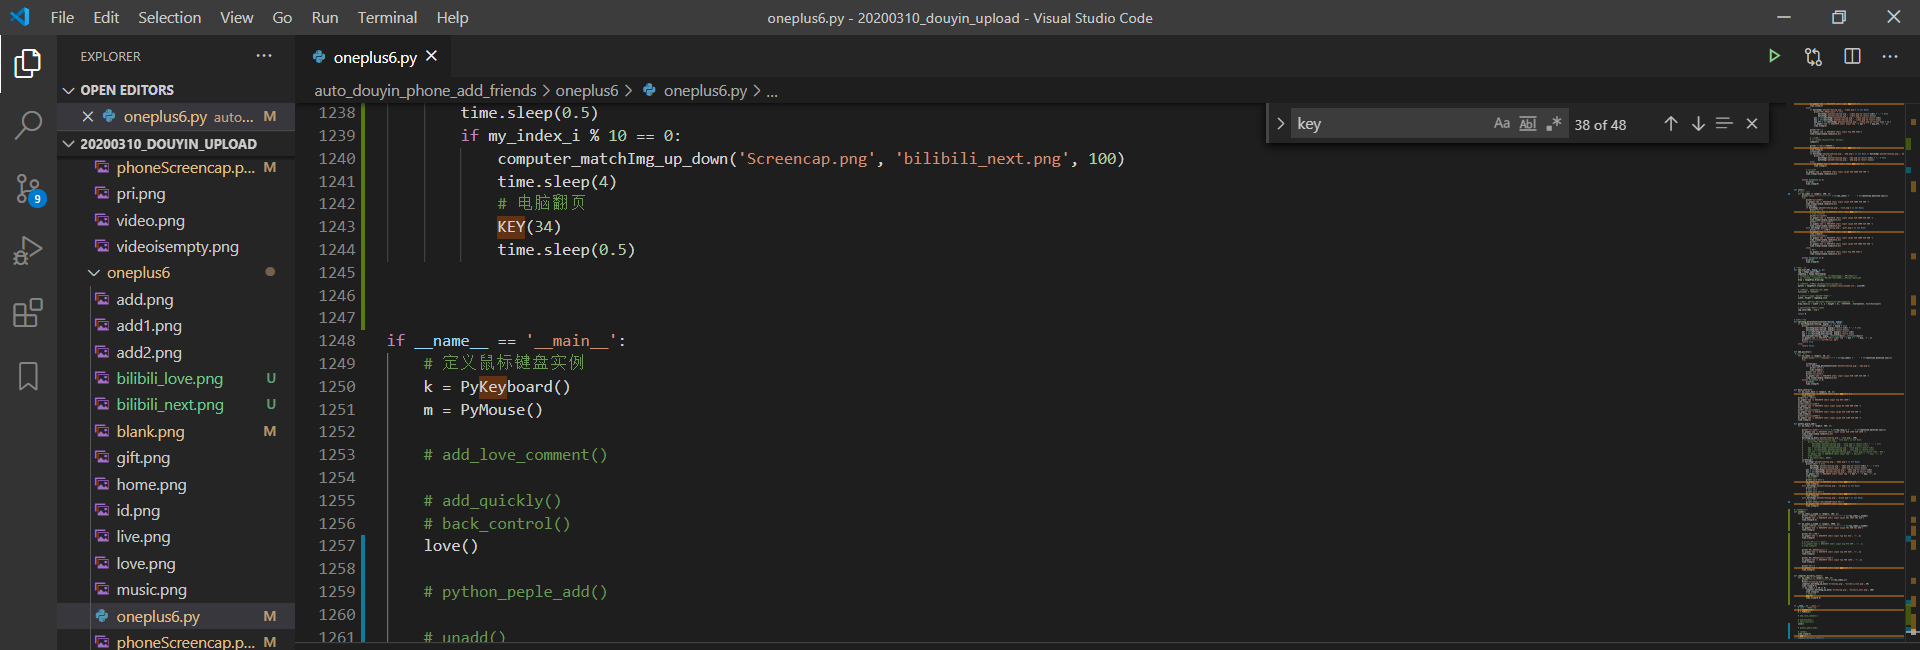 File Edit Selection View Go Run Terminal Help
oneplus6.py - 20200310_douyin_upload - Visual Studio Code
EXPLORER
OPEN EDITORS
oneplus6.py auto... M
20200310_DOUYIN_UPLOAD
phoneScreencap.p... M
pri.png
video.png
videoisempty.png
oneplus6
add.png
add1.png
add2.png
bilibili_love.png U
bilibili_next.png U
blank.png M
gift.png
home.png
id.png
live.png
love.png
music.png
oneplus6.py M
phoneScreencap.p... M
9
oneplus6.py
auto_douyin_phone_add_friends > oneplus6 > oneplus6.py > ...
key Aa Abl .* 38 of 48
1238 time.sleep(0.5)
1239 if my_index_i % 10 == 0:
1240 computer_matchImg_up_down('Screencap.png', 'bilibili_next.png', 100)
1241 time.sleep(4)
1242 # 电脑翻页
1243 KEY(34)
1244 time.sleep(0.5)
1245
1246
1247
1248 if __name__ == '__main__':
1249 # 定义鼠标键盘实例
1250 k = PyKeyboard()
1251 m = PyMouse()
1252
1253 # add_love_comment()
1254
1255 # add_quickly()
1256 # back_control()
1257 love()
1258
1259 # python_peple_add()
1260
1261 # unadd()